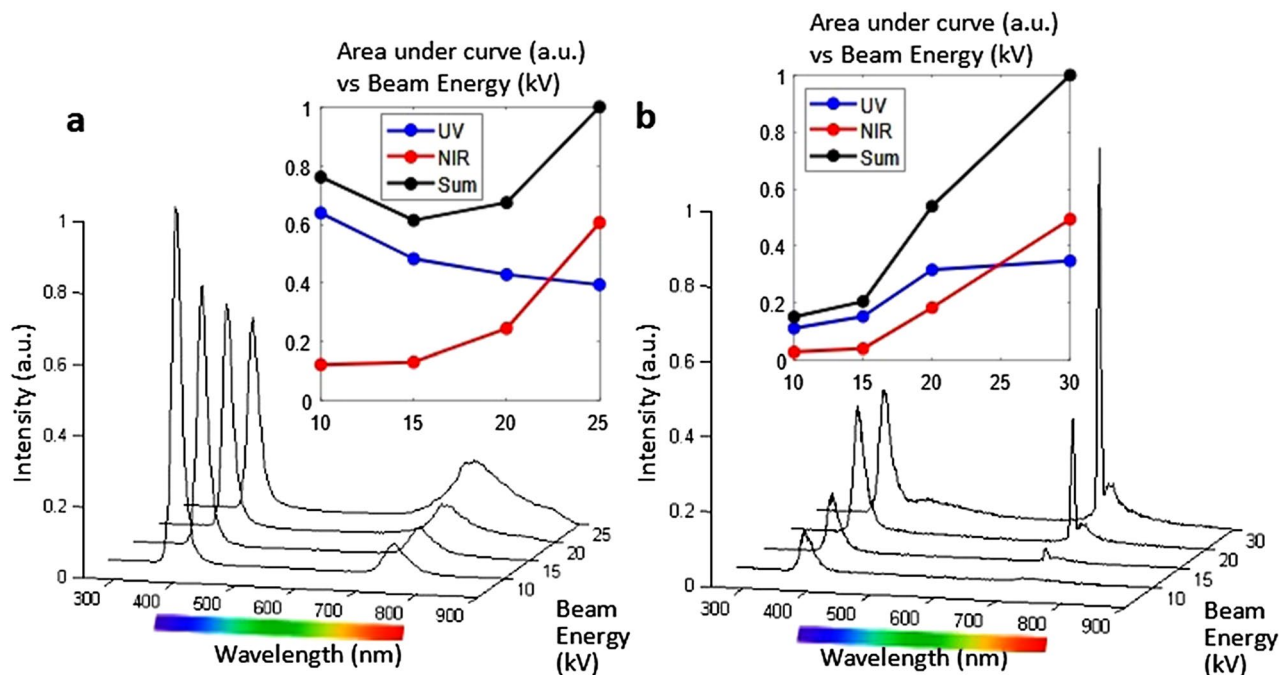 a
Area under curve (a.u.)
vs Beam Energy (kV)
1
0.8
0.6
0.4
0.2
0
10
15
20
25
UV
NIR
Sum
Intensity (a.u.)
1
0.8
0.6
0.4
0.2
0
300
400
500
600
700
800
900
Wavelength (nm)
10
15
20
25
Beam
Energy
(kV)
b
Area under curve (a.u.)
vs Beam Energy (kV)
1
0.8
0.6
0.4
0.2
0
10
15
20
25
30
UV
NIR
Sum
Intensity (a.u.)
1
0.8
0.6
0.4
0.2
0
300
400
500
600
700
800
900
Wavelength (nm)
10
15
20
30
Beam
Energy
(kV)